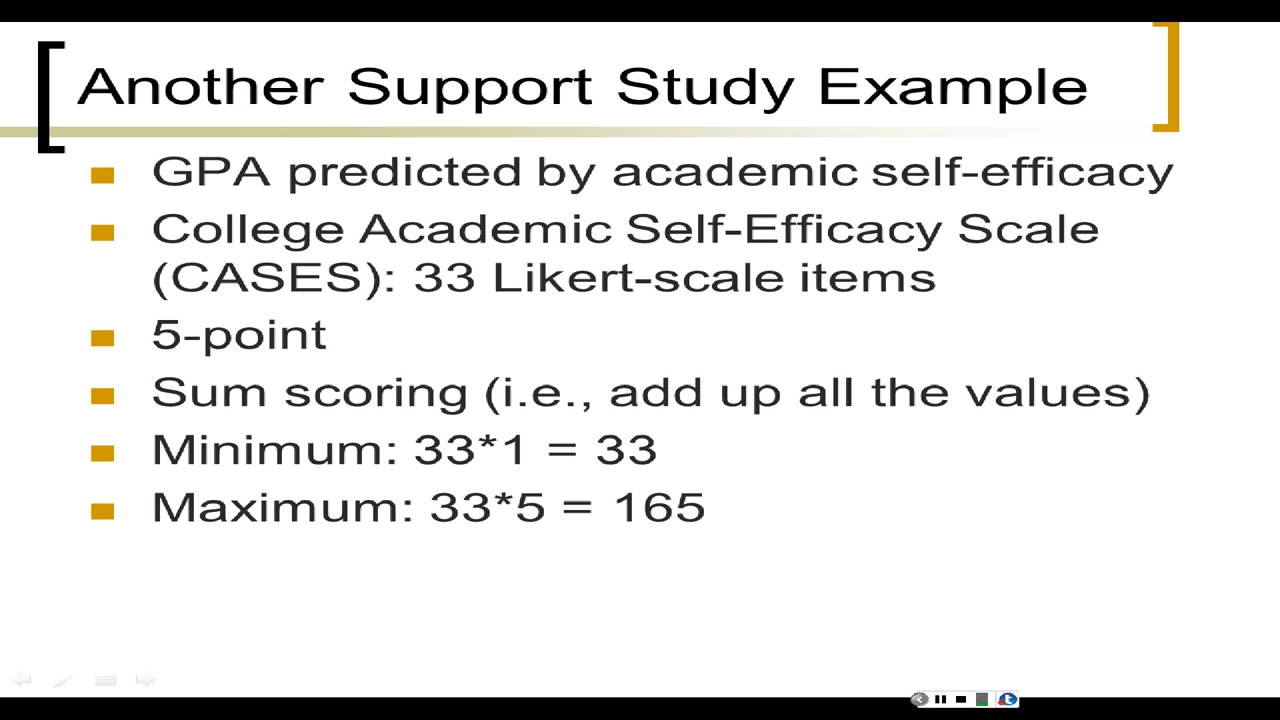 Another Support Study Example
GPA predicted by academic self-efficacy
College Academic Self-Efficacy Scale
(CASES): 33 Likert-scale items
5-point
Sum scoring (i.e., add up all the values)
Minimum: 33*1 = 33
Maximum: 33*5 = 165